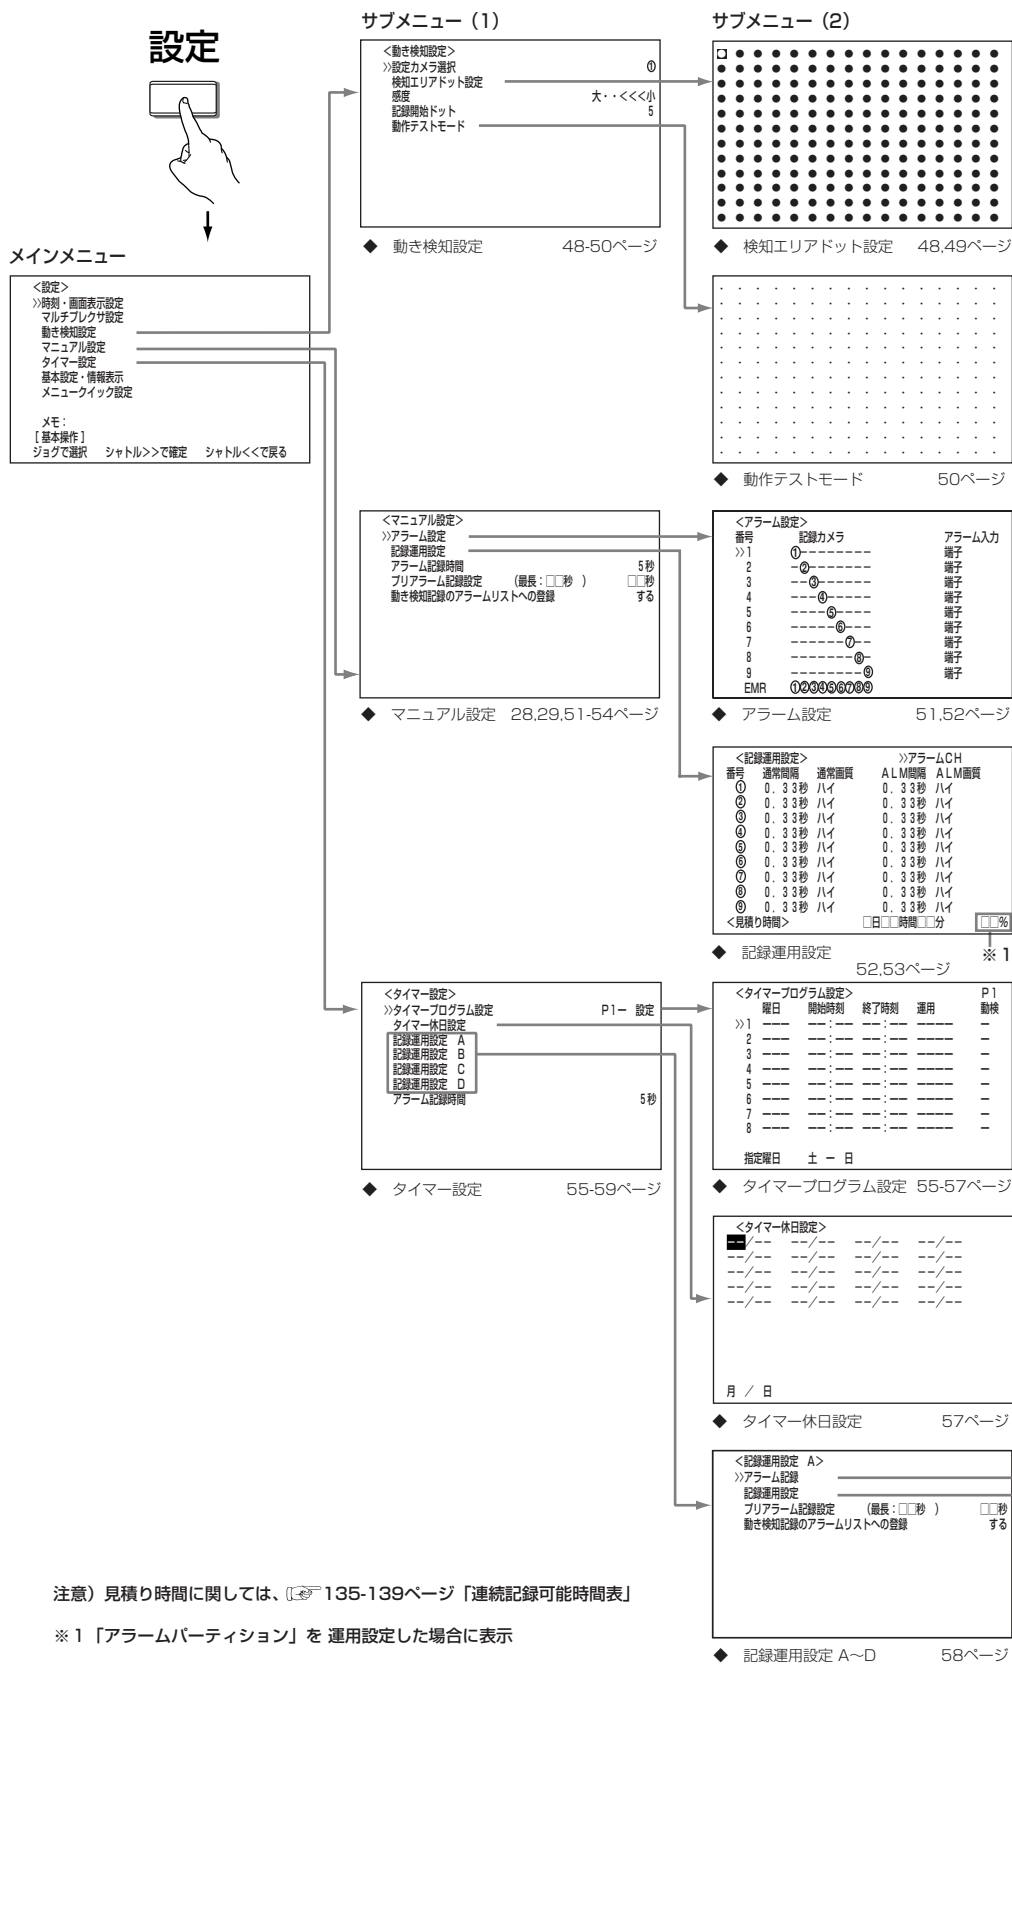 設定
メインメニュー
<設定>
>>時刻・画面表示設定
マルチプレクサ設定
動き検知設定
マニュアル設定
タイマー設定
基本設定・情報表示
メニュークイック設定
メモ：
[基本操作]
ジョグで選択 シャトル>>で確定 シャトル<<で戻る
サブメニュー（1）
<動き検知設定>
>>設定カメラ選択 ①
検知エリアドット設定
感度 大・・<<<小
記録開始ドット 5
動作テストモード
◆ 動き検知設定 48-50ページ
サブメニュー（2）
◆ 検知エリアドット設定 48,49ページ
◆ 動作テストモード 50ページ
<マニュアル設定>
>>アラーム設定
記録運用設定
アラーム記録時間 5秒
プリアラーム記録設定 （最長：□□秒 ） □□秒
動き検知記録のアラームリストへの登録 する
◆ マニュアル設定 28,29,51-54ページ
<アラーム設定>
番号 記録カメラ アラーム入力
>>1 ①-------- 端子
2 -②------- 端子
3 --③------ 端子
4 ---④----- 端子
5 ----⑤---- 端子
6 -----⑥--- 端子
7 ------⑦-- 端子
8 -------⑧- 端子
9 --------⑨ 端子
EMR ①②③④⑤⑥⑦⑧⑨
◆ アラーム設定 51,52ページ
<記録運用設定> >>アラームCH
番号 通常間隔 通常画質 ALM間隔 ALM画質
① 0.33秒 ハイ 0.33秒 ハイ
② 0.33秒 ハイ 0.33秒 ハイ
③ 0.33秒 ハイ 0.33秒 ハイ
④ 0.33秒 ハイ 0.33秒 ハイ
⑤ 0.33秒 ハイ 0.33秒 ハイ
⑥ 0.33秒 ハイ 0.33秒 ハイ
⑦ 0.33秒 ハイ 0.33秒 ハイ
⑧ 0.33秒 ハイ 0.33秒 ハイ
⑨ 0.33秒 ハイ 0.33秒 ハイ
<見積り時間> □日□□時間□□分 □□%
※1
◆ 記録運用設定
52,53ページ
<タイマー設定>
>>タイマープログラム設定 P1ー 設定
タイマー休日設定
記録運用設定 A
記録運用設定 B
記録運用設定 C
記録運用設定 D
アラーム記録時間 5秒
◆ タイマー設定 55-59ページ
<タイマープログラム設定> P1
曜日 開始時刻 終了時刻 運用 動検
>>1 ––– ––:–– ––:–– –––– –
2 ––– ––:–– ––:–– –––– –
3 ––– ––:–– ––:–– –––– –
4 ––– ––:–– ––:–– –––– –
5 ––– ––:–– ––:–– –––– –
6 ––– ––:–– ––:–– –––– –
7 ––– ––:–– ––:–– –––– –
8 ––– ––:–– ––:–– –––– –
指定曜日 土 ー 日
◆ タイマープログラム設定 55-57ページ
<タイマー休日設定>
--/-- --/-- --/-- --/--
--/-- --/-- --/-- --/--
--/-- --/-- --/-- --/--
--/-- --/-- --/-- --/--
--/-- --/-- --/-- --/--
月 / 日
◆ タイマー休日設定 57ページ
<記録運用設定 A>
>>アラーム記録
記録運用設定
プリアラーム記録設定 （最長：□□秒 ） □□秒
動き検知記録のアラームリストへの登録 する
◆ 記録運用設定 A〜D 58ページ
注意）見積り時間に関しては、☞135-139ページ「連続記録可能時間表」
※1「アラームパーティション」を 運用設定した場合に表示